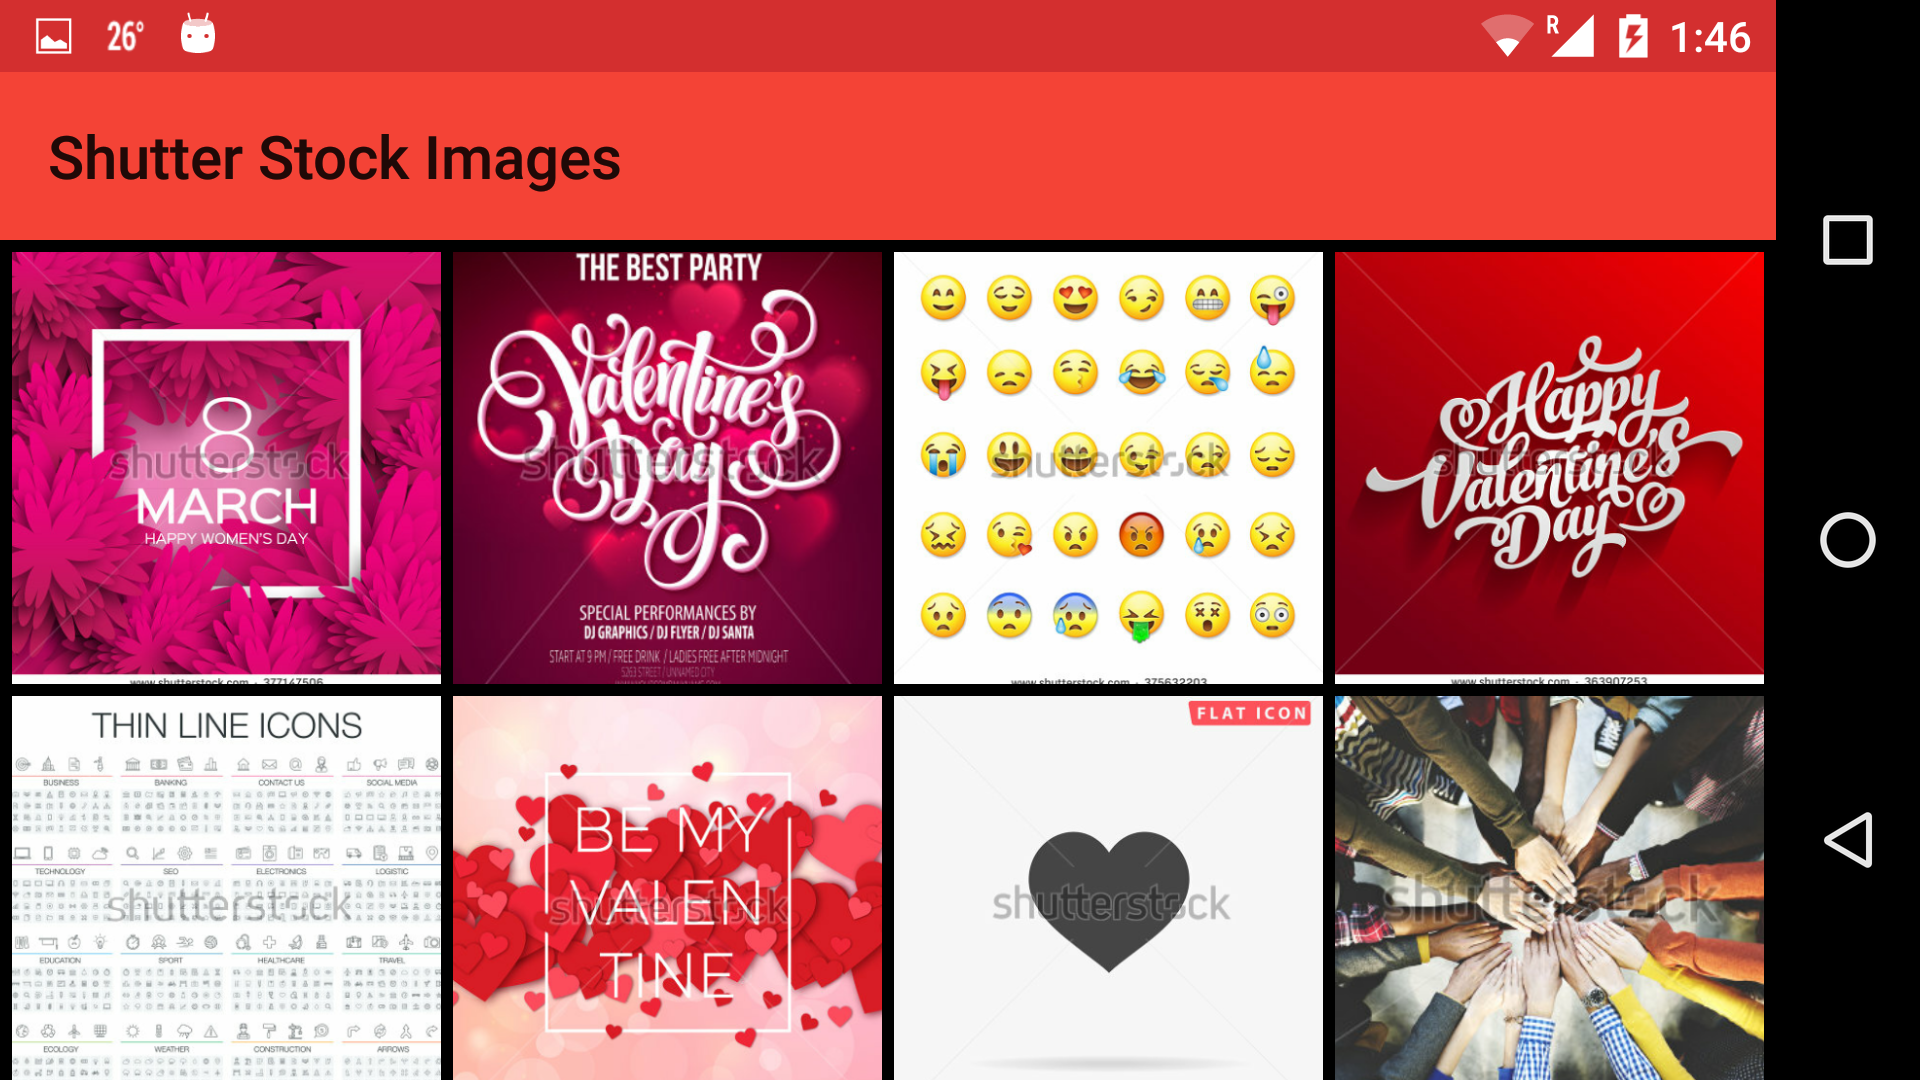 26°
R
1:46
Shutter Stock Images
8
MARCH
HAPPY WOMEN'S DAY
shutterstock
www.shutterstock.com · 377147506
THE BEST PARTY
Valentine's
Day
shutterstock
SPECIAL PERFORMANCES BY
DJ GRAPHICS / DJ FLYER / DJ SANTA
START AT 9 PM / FREE DRINK / LADIES FREE AFTER MIDNIGHT
5263 STREET / UNNAMED CITY
shutterstock
www.shutterstock.com · 375632203
Happy
Valentine's
Day
shutterstock
www.shutterstock.com · 363907253
THIN LINE ICONS
BUSINESS BANKING CONTACT US SOCIAL MEDIA
TECHNOLOGY SEO ELECTRONICS LOGISTIC
shutterstock
EDUCATION SPORT HEALTHCARE TRAVEL
ECOLOGY WEATHER CONSTRUCTION ARROWS
BE MY
VALEN
TINE
shutterstock
FLAT ICON
shutterstock
shutterstock